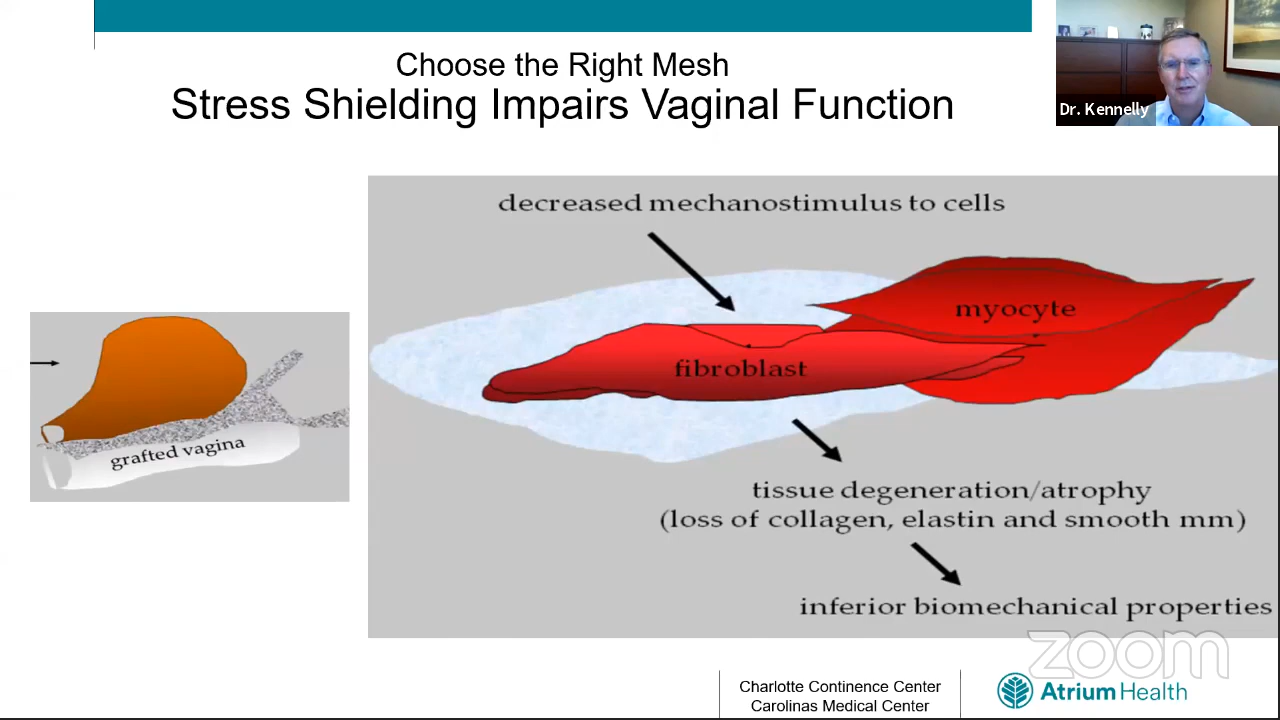 Choose the Right Mesh
Stress Shielding Impairs Vaginal Function
Dr. Kennelly
decreased mechanostimulus to cells
myocyte
fibroblast
grafted vagina
tissue degeneration/atrophy
(loss of collagen, elastin and smooth mm)
inferior biomechanical properties
zoom
Charlotte Continence Center
Carolinas Medical Center
Atrium Health